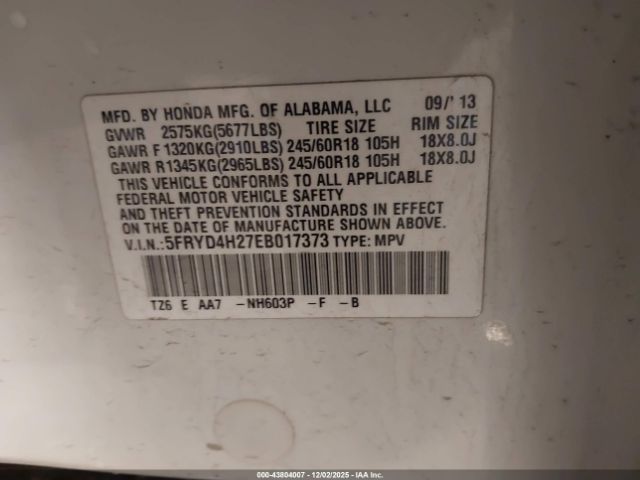 MFD. BY HONDA MFG. OF ALABAMA, LLC 09/'13
GVWR 2575KG(5677LBS) TIRE SIZE RIM SIZE
GAWR F 1320KG(2910LBS) 245/60R18 105H 18X8.0J
GAWR R1345KG(2965LBS) 245/60R18 105H 18X8.0J
THIS VEHICLE CONFORMS TO ALL APPLICABLE
FEDERAL MOTOR VEHICLE SAFETY
AND THEFT PREVENTION STANDARDS IN EFFECT
ON THE DATE OF MANUFACTURE SHOWN ABOVE.
V.I.N.:5FRYD4H27EB017373 TYPE: MPV
TZ6 E AA7 -NH603P -F -B
000-43804007 - 12/02/2025 - IAA Inc.